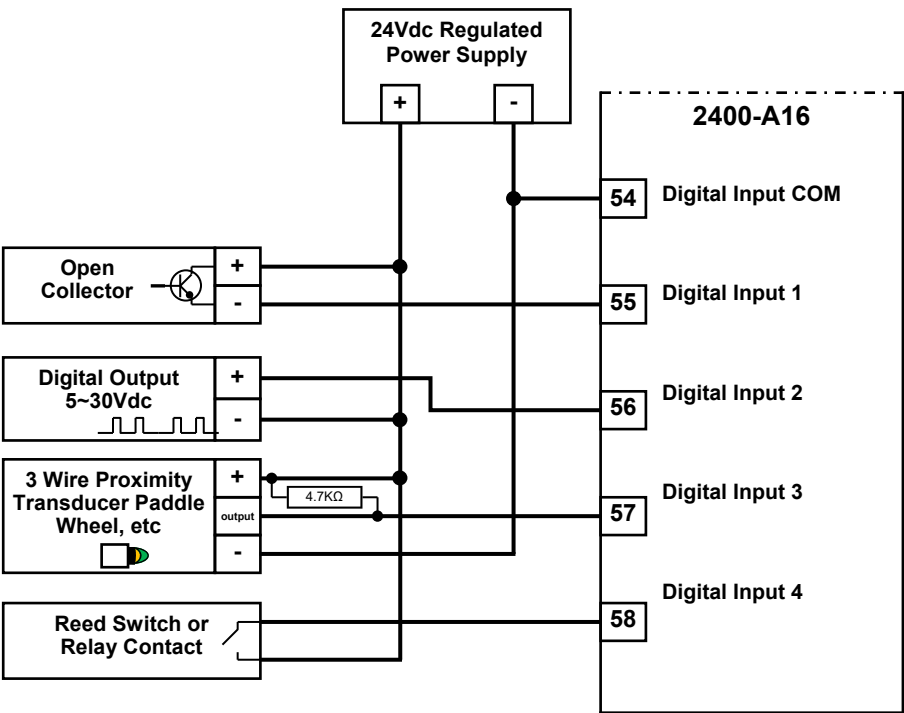 24Vdc Regulated
Power Supply
+ -
2400-A16
54 Digital Input COM
Open
Collector
+
-
55 Digital Input 1
Digital Output
5~30Vdc
+
-
56 Digital Input 2
3 Wire Proximity
Transducer Paddle
Wheel, etc
+
output
-
4.7KΩ
57 Digital Input 3
Reed Switch or
Relay Contact
58 Digital Input 4